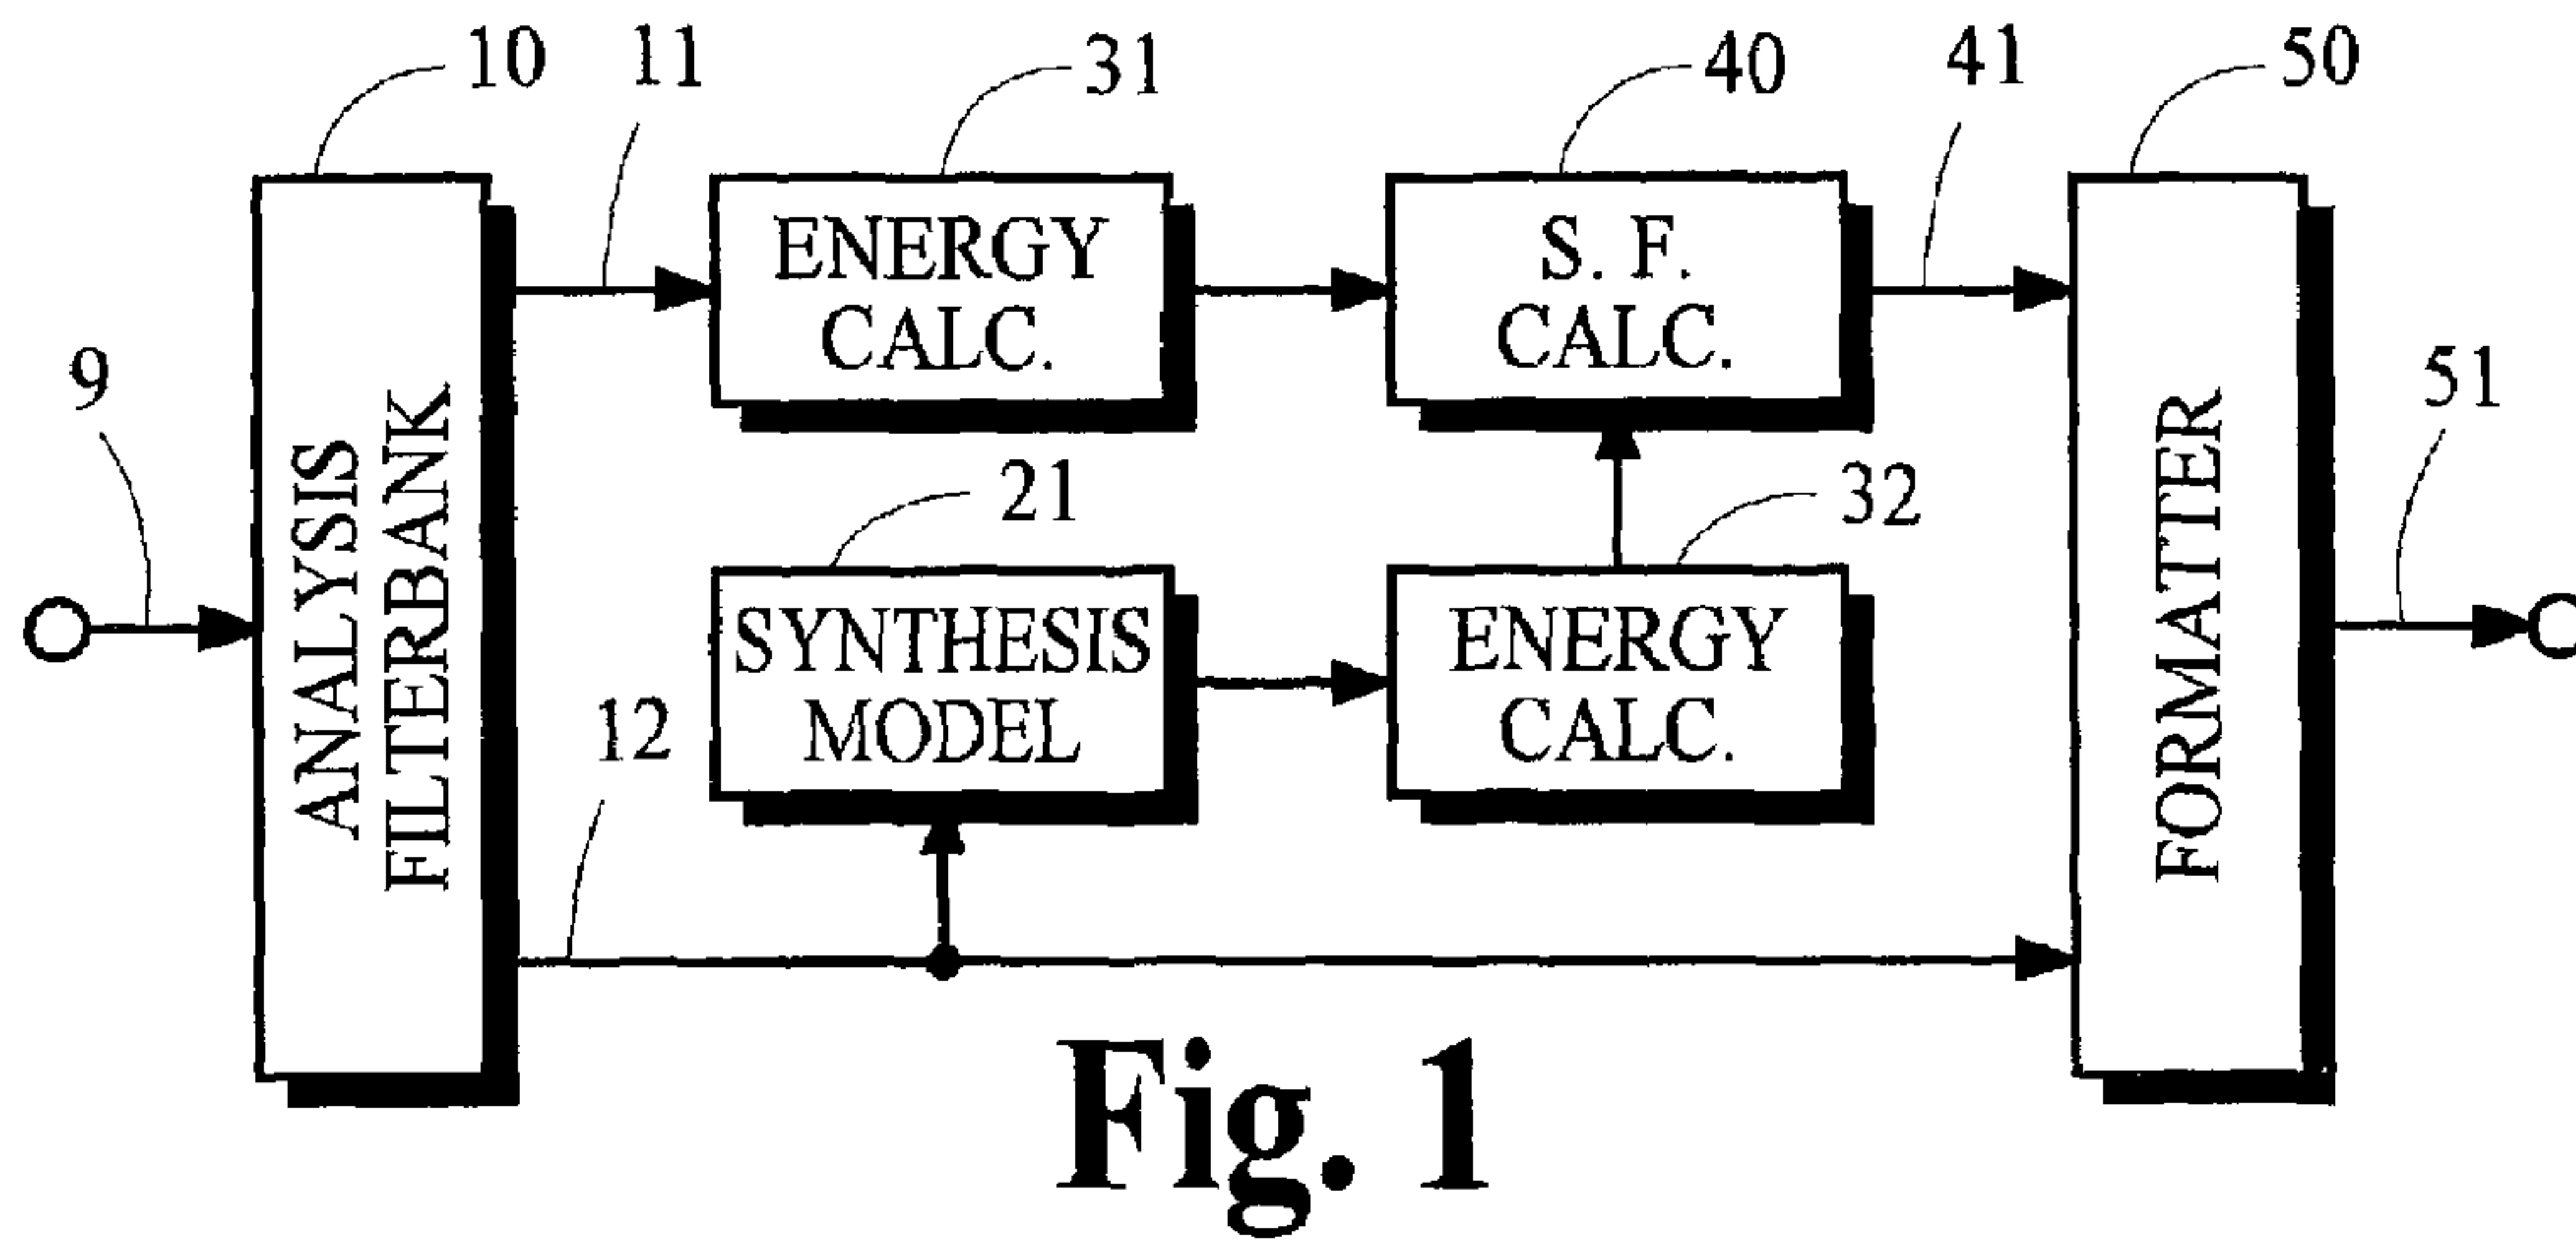 10
11
31
40
41
50
ENERGY
CALC.
S. F.
CALC.
9
51
ANALYSIS
FILTERBANK
21
32
FORMATTER
SYNTHESIS
MODEL
ENERGY
CALC.
12
Fig. 1